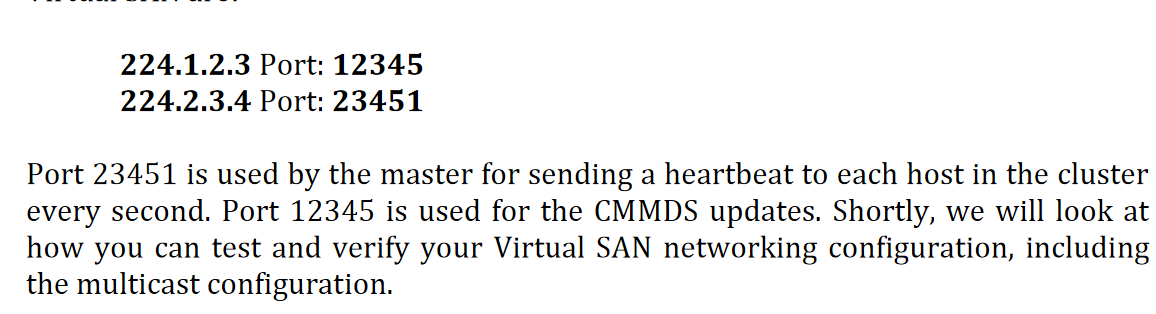 224.1.2.3 Port: 12345
224.2.3.4 Port: 23451
Port 23451 is used by the master for sending a heartbeat to each host in the cluster
every second. Port 12345 is used for the CMMDS updates. Shortly, we will look at
how you can test and verify your Virtual SAN networking configuration, including
the multicast configuration.